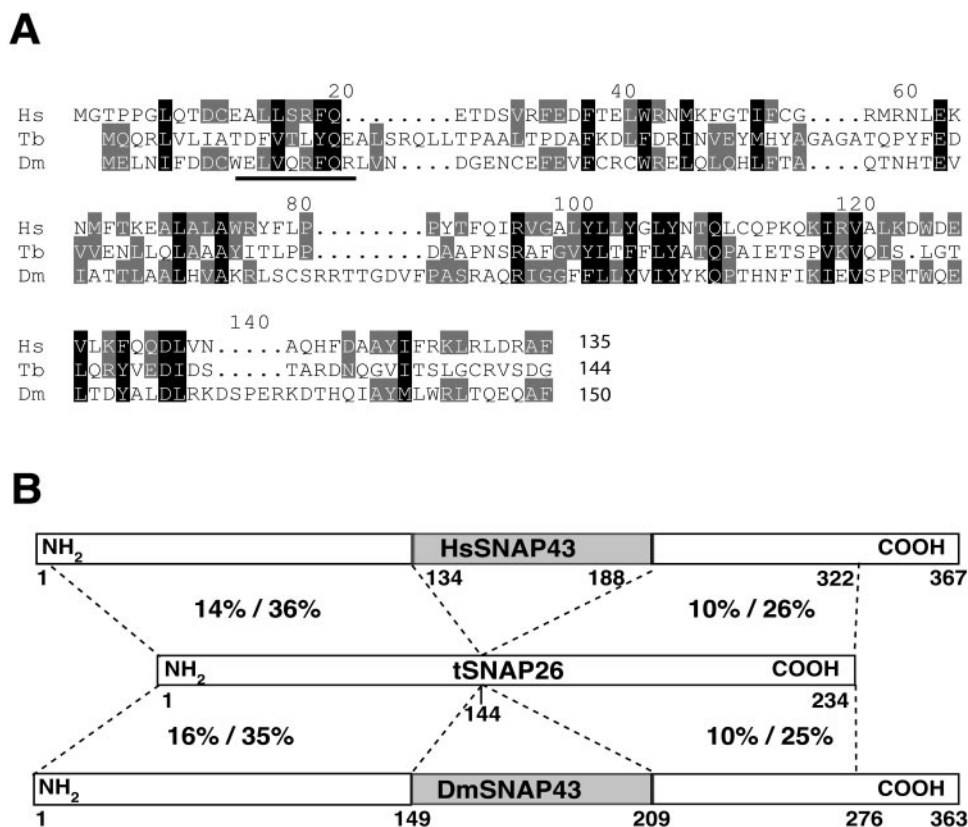 A
20 40 60
Hs MGTPPGLQTDCEALLSRFQ........ETDSVRFEDFTELWRNMKFGTIFCG....RMRNLEK
Tb MQQRLVLIATDFVTLYQEALSRQLLTPAALTPDAFKDLFDRINVEYMHYAGAGATQPYFED
Dm MELNIFDDCWELVQRFQRLVN....DGENCEFEVFCRCWRELQLQHLFTA....QTNHTEV
80 100 120
Hs NMFTKEALALAWRYFLP........PYTFQIRVGALYLLYGLYNTQLCQPKQKIRVALKDWDE
Tb VVENLLQLAAAYITLPP........DAAPNSRAFGVYLTFFLYATQPAIETSPVKVQLS.LGT
Dm IATTLAALHVAKRLSCSRRTTGDVFPASRAQRIGGFFLLYVIYYKQPTHNFIKIEVSPRTWQE
140
Hs VLKFQQDLVN.....AQHFDAAYIFRKLRLDRAF 135
Tb LQRYVEDIDS.....TARDNQGVITSLGCRVSDG 144
Dm LTDYALDLRKDSPERKDTHQIAYMLWRLTQEQAF 150
B
NH2 HsSNAP43 COOH
1 134 188 322 367
14% / 36% 10% / 26%
NH2 tSNAP26 COOH
1 144 234
16% / 35% 10% / 25%
NH2 DmSNAP43 COOH
1 149 209 276 363